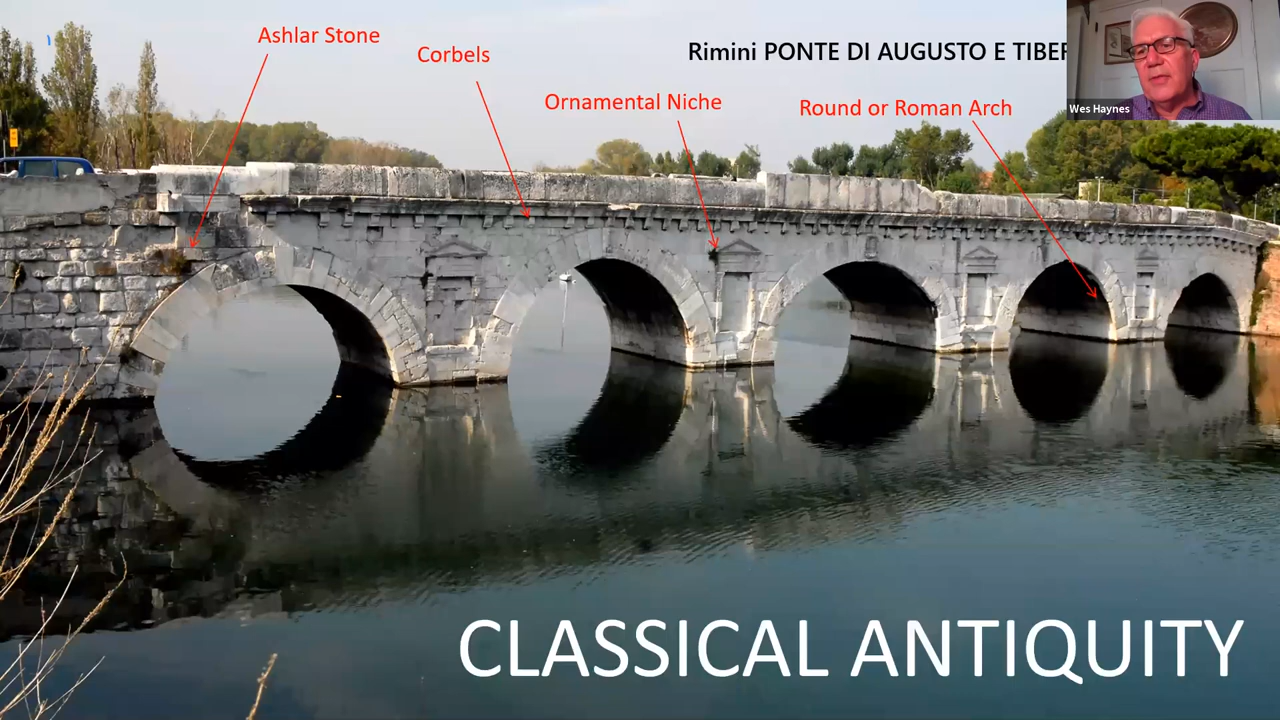 Ashlar Stone
Corbels
Rimini PONTE DI AUGUSTO E TIBER
Ornamental Niche
Round or Roman Arch
Wes Haynes
CLASSICAL ANTIQUITY